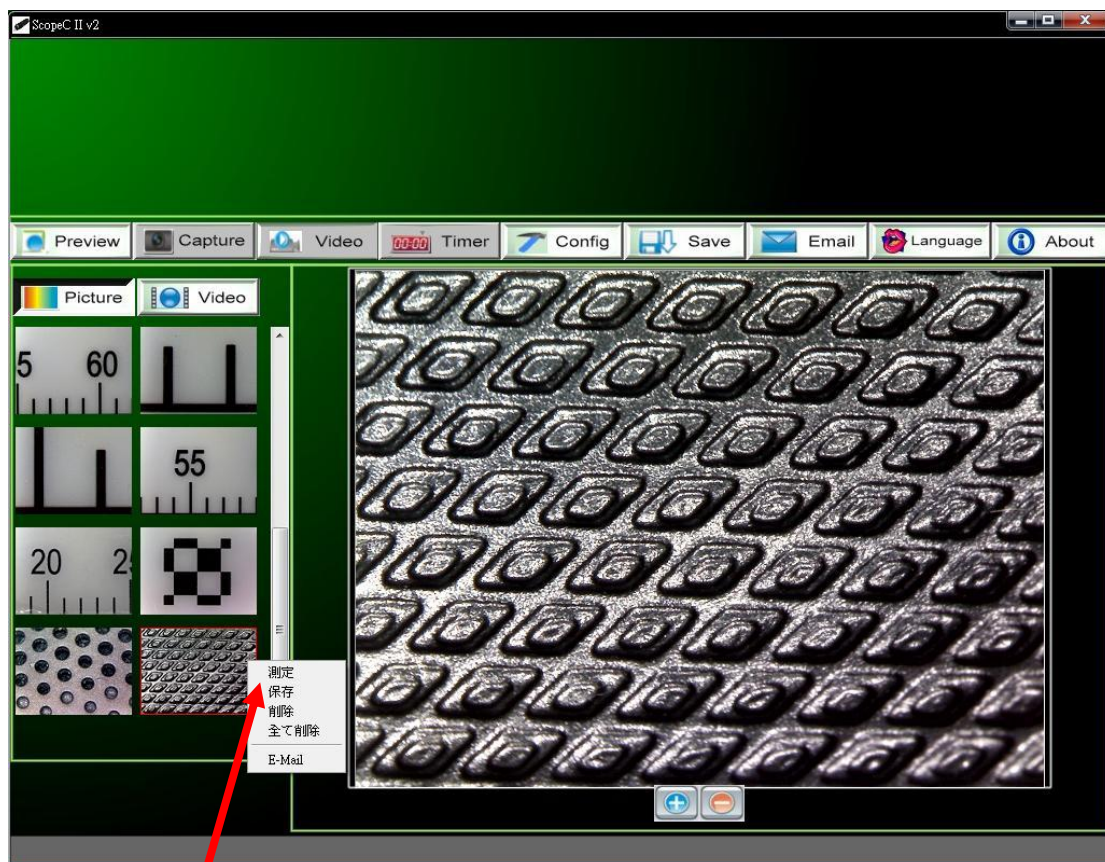 ScopeC II v2
Preview
Capture
Video
00:00 Timer
Config
Save
Email
Language
About
Picture
Video
5 60
55
20 2
測定
保存
削除
全て削除
E-Mail